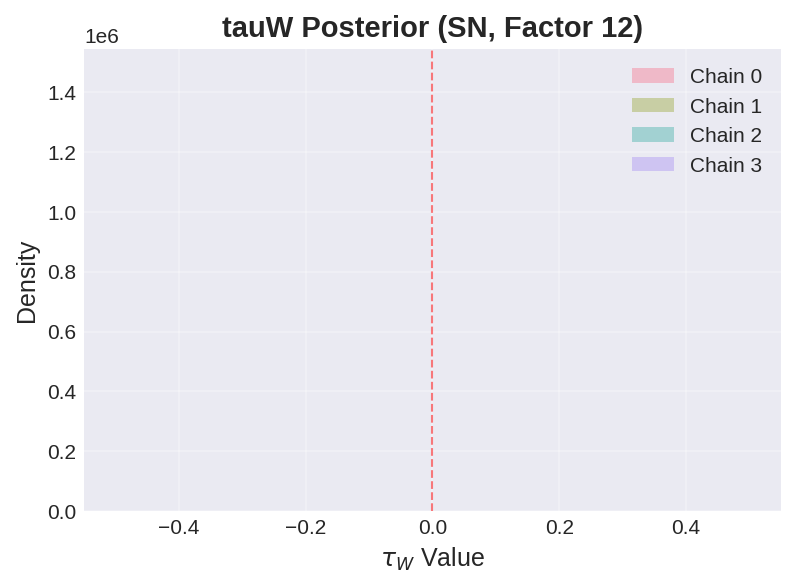 tauW Posterior (SN, Factor 12)
1e6
Chain 0
Chain 1
Chain 2
Chain 3
Density
1.4
1.2
1.0
0.8
0.6
0.4
0.2
0.0
−0.4 −0.2 0.0 0.2 0.4
τW Value